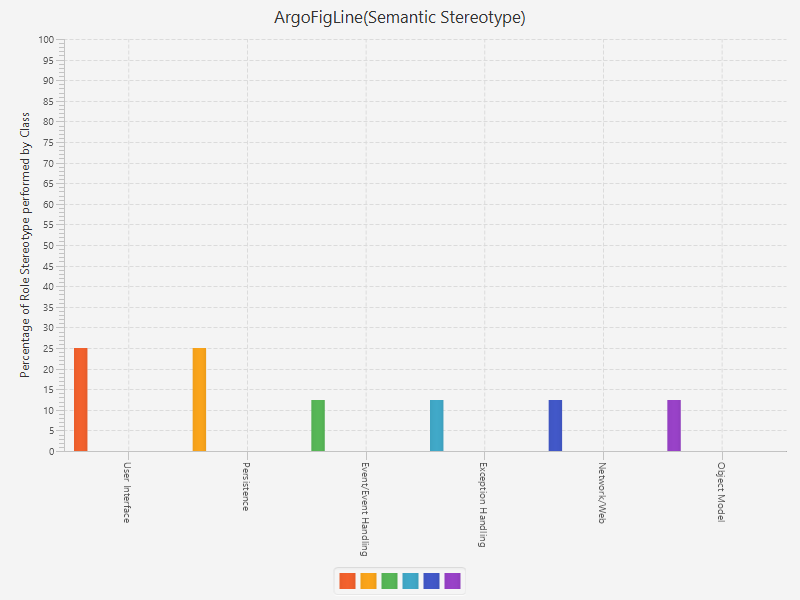 ArgoFigLine(Semantic Stereotype)
Percentage of Role Stereotype performed by Class
100
95
90
85
80
75
70
65
60
55
50
45
40
35
30
25
20
15
10
5
0
User Interface
Persistence
Event/Event Handling
Exception Handling
Network/Web
Object Model